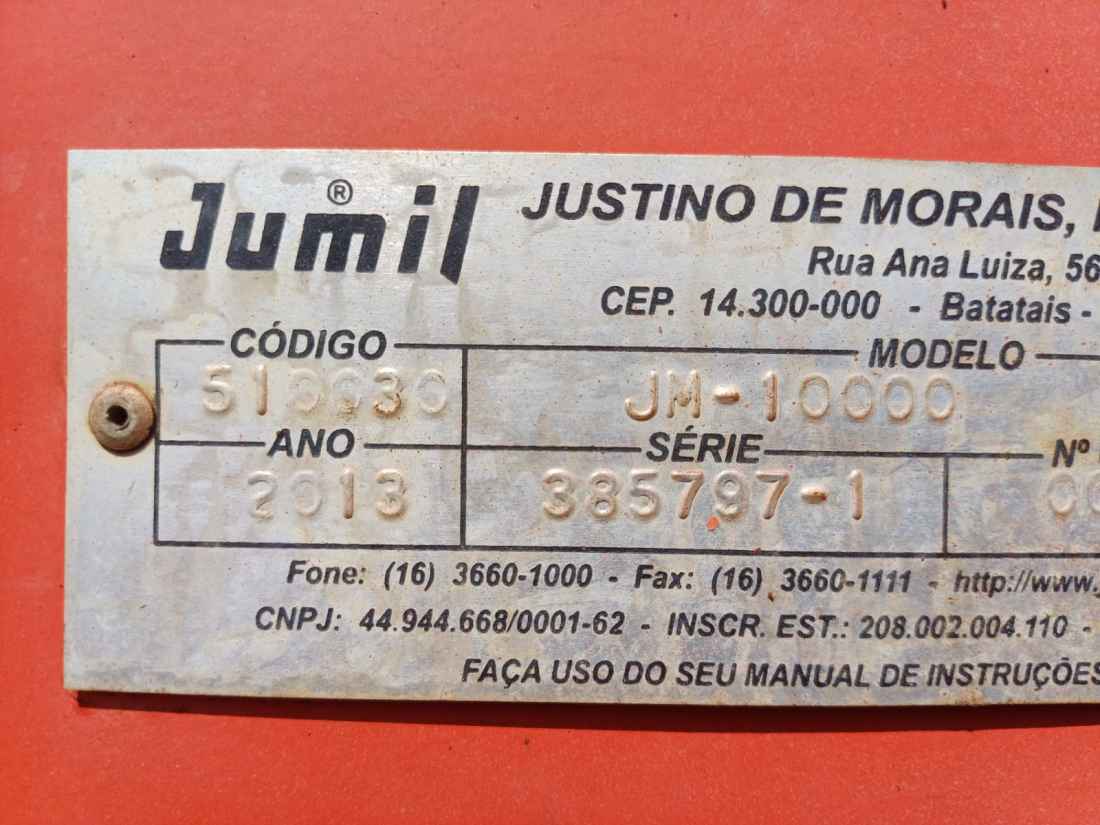 Jumil®
JUSTINO DE MORAIS,
Rua Ana Luiza, 56
CEP. 14.300-000 - Batatais -
CÓDIGO MODELO
510030 JM-10000
ANO SÉRIE Nº
2013 385797-1 00
Fone: (16) 3660-1000 - Fax: (16) 3660-1111 - http://www.
CNPJ: 44.944.668/0001-62 - INSCR. EST.: 208.002.004.110 -
FAÇA USO DO SEU MANUAL DE INSTRUÇÕES